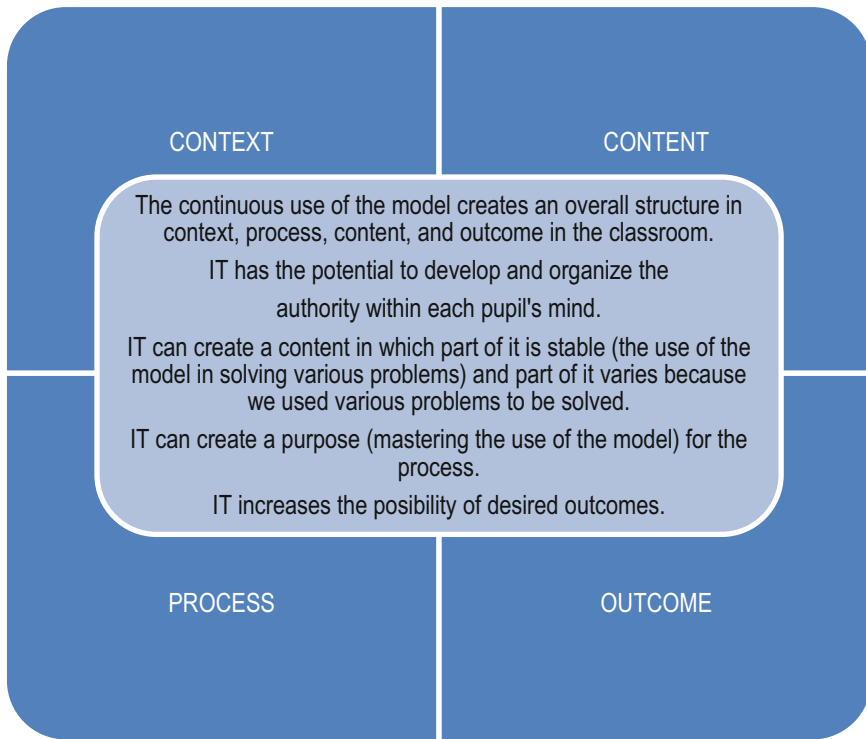 CONTEXT
CONTENT
The continuous use of the model creates an overall structure in
context, process, content, and outcome in the classroom.
IT has the potential to develop and organize the
authority within each pupil's mind.
IT can create a content in which part of it is stable (the use of the
model in solving various problems) and part of it varies because
we used various problems to be solved.
IT can create a purpose (mastering the use of the model) for the
process.
IT increases the posibility of desired outcomes.
PROCESS
OUTCOME